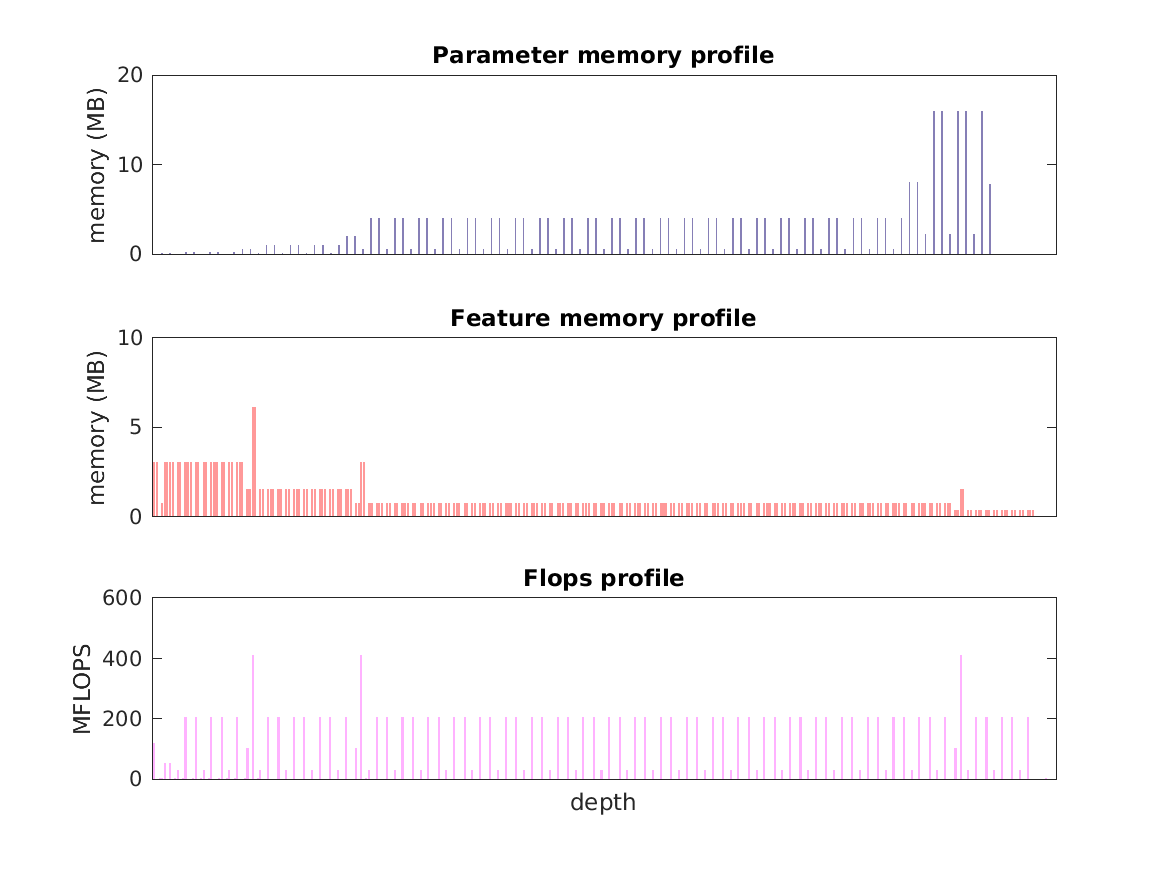 Parameter memory profile
20
10
0
memory (MB)
Feature memory profile
10
5
0
memory (MB)
Flops profile
600
400
200
0
MFLOPS
depth